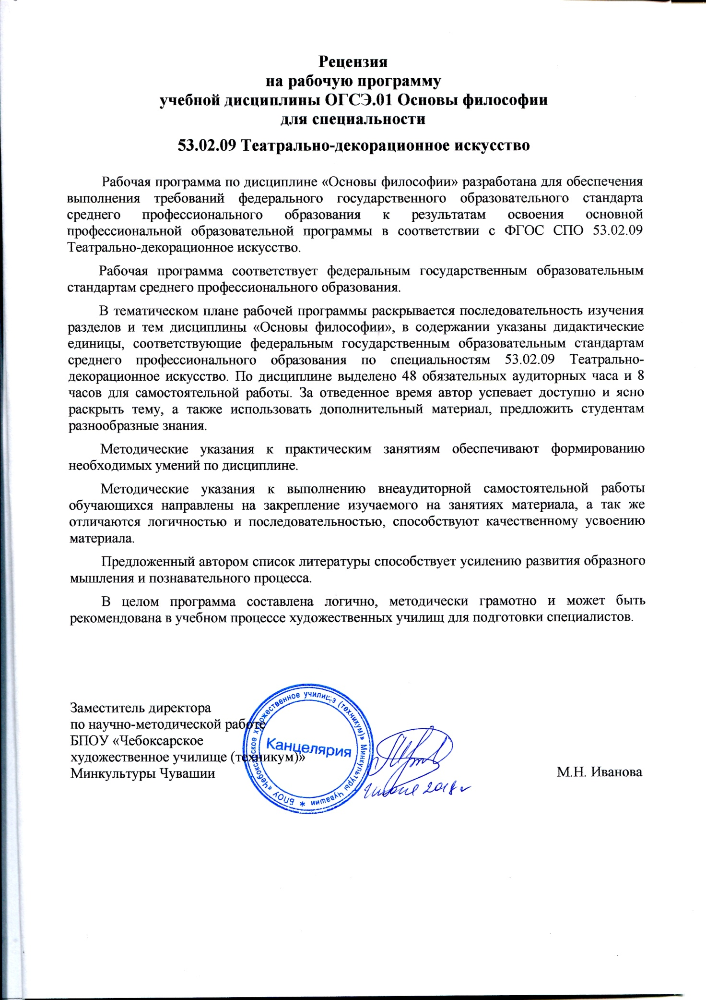 Рецензия
на рабочую программу
учебной дисциплины ОГСЭ.01 Основы философии
для специальности
53.02.09 Театрально-декорационное искусство
Рабочая программа по дисциплине «Основы философии» разработана для обеспечения
выполнения требований федерального государственного образовательного стандарта
среднего профессионального образования к результатам освоения основной
профессиональной образовательной программы в соответствии с ФГОС СПО 53.02.09
Театрально-декорационное искусство.
Рабочая программа соответствует федеральным государственным образовательным
стандартам среднего профессионального образования.
В тематическом плане рабочей программы раскрывается последовательность изучения
разделов и тем дисциплины «Основы философии», в содержании указаны дидактические
единицы, соответствующие федеральным государственным образовательным стандартам
среднего профессионального образования по специальностям 53.02.09 Театрально-
декорационное искусство. По дисциплине выделено 48 обязательных аудиторных часа и 8
часов для самостоятельной работы. За отведенное время автор успевает доступно и ясно
раскрыть тему, а также использовать дополнительный материал, предложить студентам
разнообразные знания.
Методические указания к практическим занятиям обеспечивают формированию
необходимых умений по дисциплине.
Методические указания к выполнению внеаудиторной самостоятельной работы
обучающихся направлены на закрепление изучаемого на занятиях материала, а так же
отличаются логичностью и последовательностью, способствуют качественному усвоению
материала.
Предложенный автором список литературы способствует усилению развития образного
мышления и познавательного процесса.
В целом программа составлена логично, методически грамотно и может быть
рекомендована в учебном процессе художественных училищ для подготовки специалистов.
Заместитель директора
по научно-методической работе
БПОУ «Чебоксарское
художественное училище (техникум)»
Минкультуры Чувашии
М.Н. Иванова
БПОУ «Чебоксарское художественное училище (техникум)» Минкультуры Чувашии *
Канцелярия
июня 2018 г